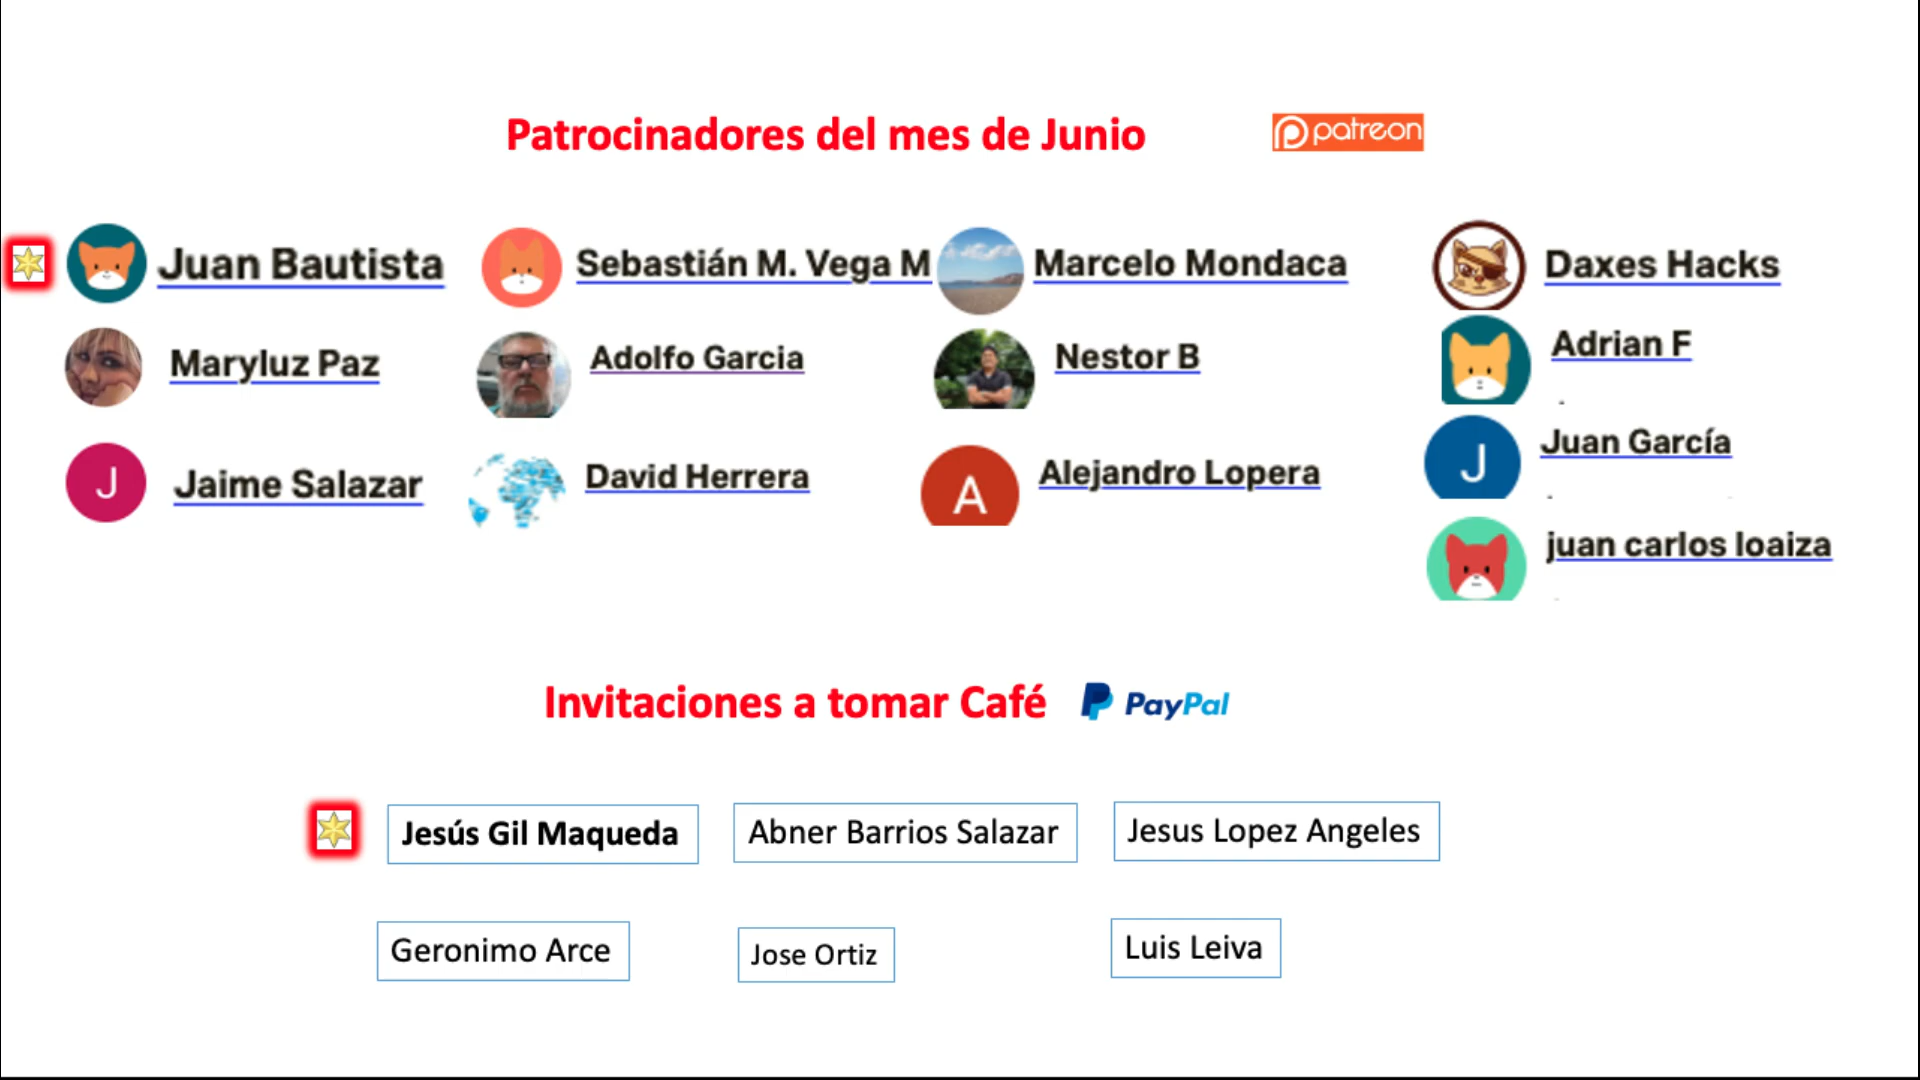 Patrocinadores del mes de Junio
patreon
Juan Bautista
Sebastián M. Vega M
Marcelo Mondaca
Daxes Hacks
Maryluz Paz
Adolfo Garcia
Nestor B
Adrian F
J
Jaime Salazar
David Herrera
A
Alejandro Lopera
J
Juan García
juan carlos loaiza
Invitaciones a tomar Café
PayPal
Jesús Gil Maqueda
Abner Barrios Salazar
Jesus Lopez Angeles
Geronimo Arce
Jose Ortiz
Luis Leiva